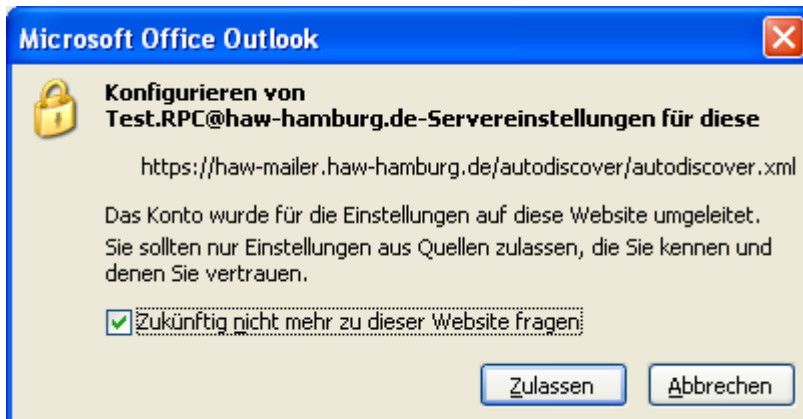 Microsoft Office Outlook
Konfigurieren von
Test.RPC@haw-hamburg.de-Servereinstellungen für diese
https://haw-mailer.haw-hamburg.de/autodiscover/autodiscover.xml
Das Konto wurde für die Einstellungen auf diese Website umgeleitet.
Sie sollten nur Einstellungen aus Quellen zulassen, die Sie kennen und
denen Sie vertrauen.
Zukünftig nicht mehr zu dieser Website fragen
Zulassen
Abbrechen